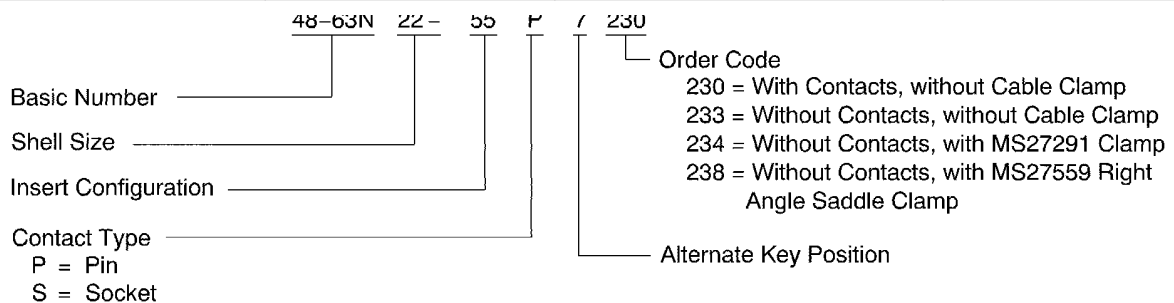 48-63N 22- 55 P 7 230
Order Code
230 = With Contacts, without Cable Clamp
233 = Without Contacts, without Cable Clamp
234 = Without Contacts, with MS27291 Clamp
238 = Without Contacts, with MS27559 Right
Angle Saddle Clamp
Basic Number
Shell Size
Insert Configuration
Contact Type
P = Pin
S = Socket
Alternate Key Position